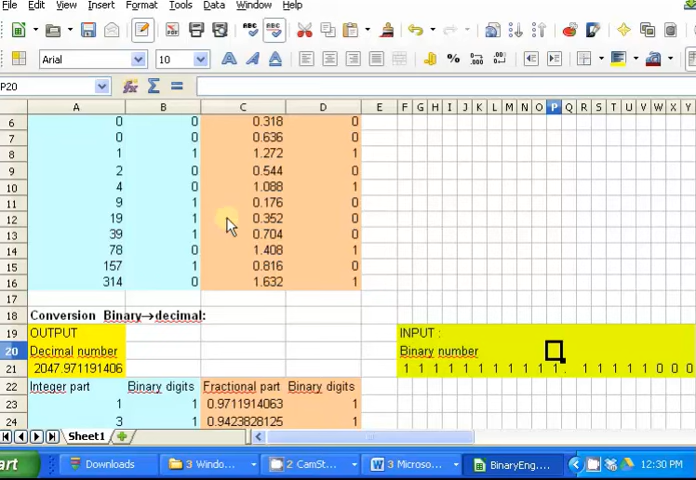 File Edit View Insert Format Tools Data Window Help
Arial 10
P20
A B C D E F G H I J K L M N O P Q R S T U V W X Y
6 0 0 0.318 0
7 0 0 0.636 0
8 1 1 1.272 1
9 2 0 0.544 0
10 4 0 1.088 1
11 9 1 0.176 0
12 19 1 0.352 0
13 39 1 0.704 0
14 78 0 1.408 1
15 157 1 0.816 0
16 314 0 1.632 1
17
18 Conversion Binary→decimal:
19 OUTPUT INPUT :
20 Decimal number Binary number
21 2047.971191406 1 1 1 1 1 1 1 1 1 1 1. 1 1 1 1 1 0 0 0
22 Integer part Binary digits Fractional part Binary digits
23 1 1 0.9711914063 1
24 3 1 0.9423828125 1
Sheet1
Downloads 3 Windo... 2 CamSt... 3 Microso... BinaryEng.... 12:30 PM